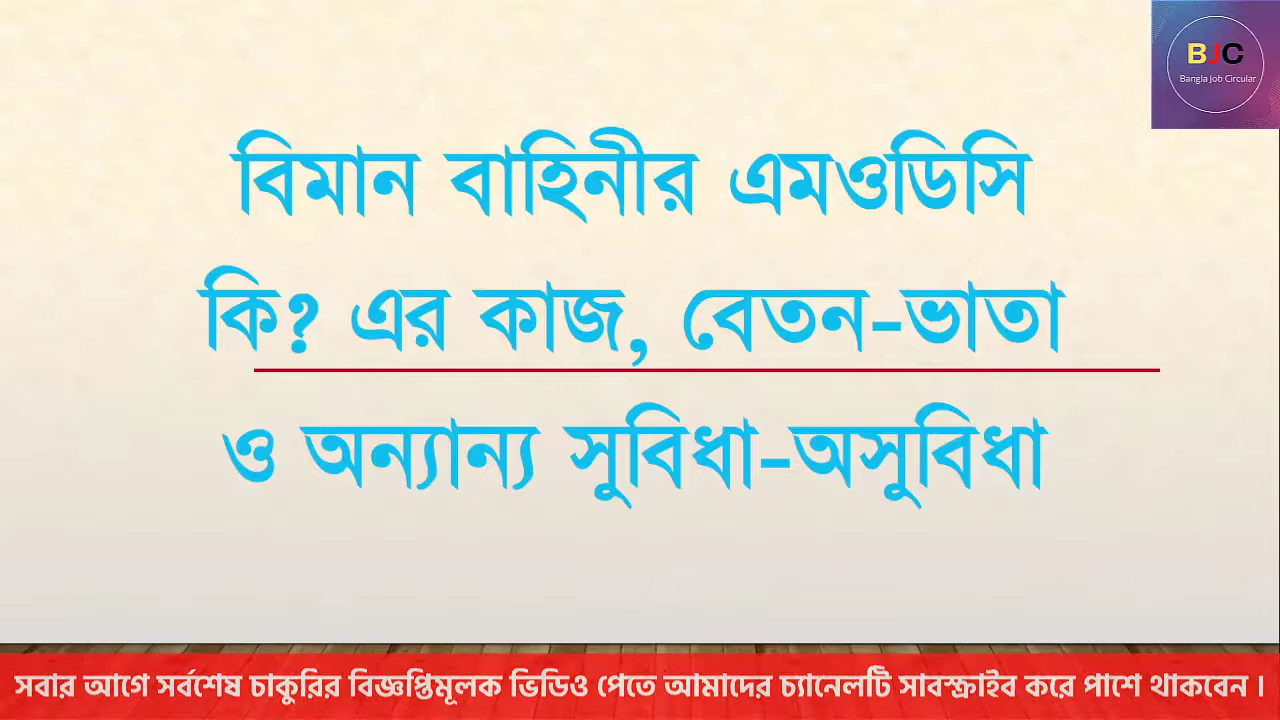 BJC
Bangla Job Circular
বিমান বাহিনীর এমওডিসি
কি? এর কাজ, বেতন-ভাতা
ও অন্যান্য সুবিধা-অসুবিধা
সবার আগে সর্বশেষ চাকুরির বিজ্ঞপ্তিমূলক ভিডিও পেতে আমাদের চ্যানেলটি সাবস্ক্রাইব করে পাশে থাকবেন ।